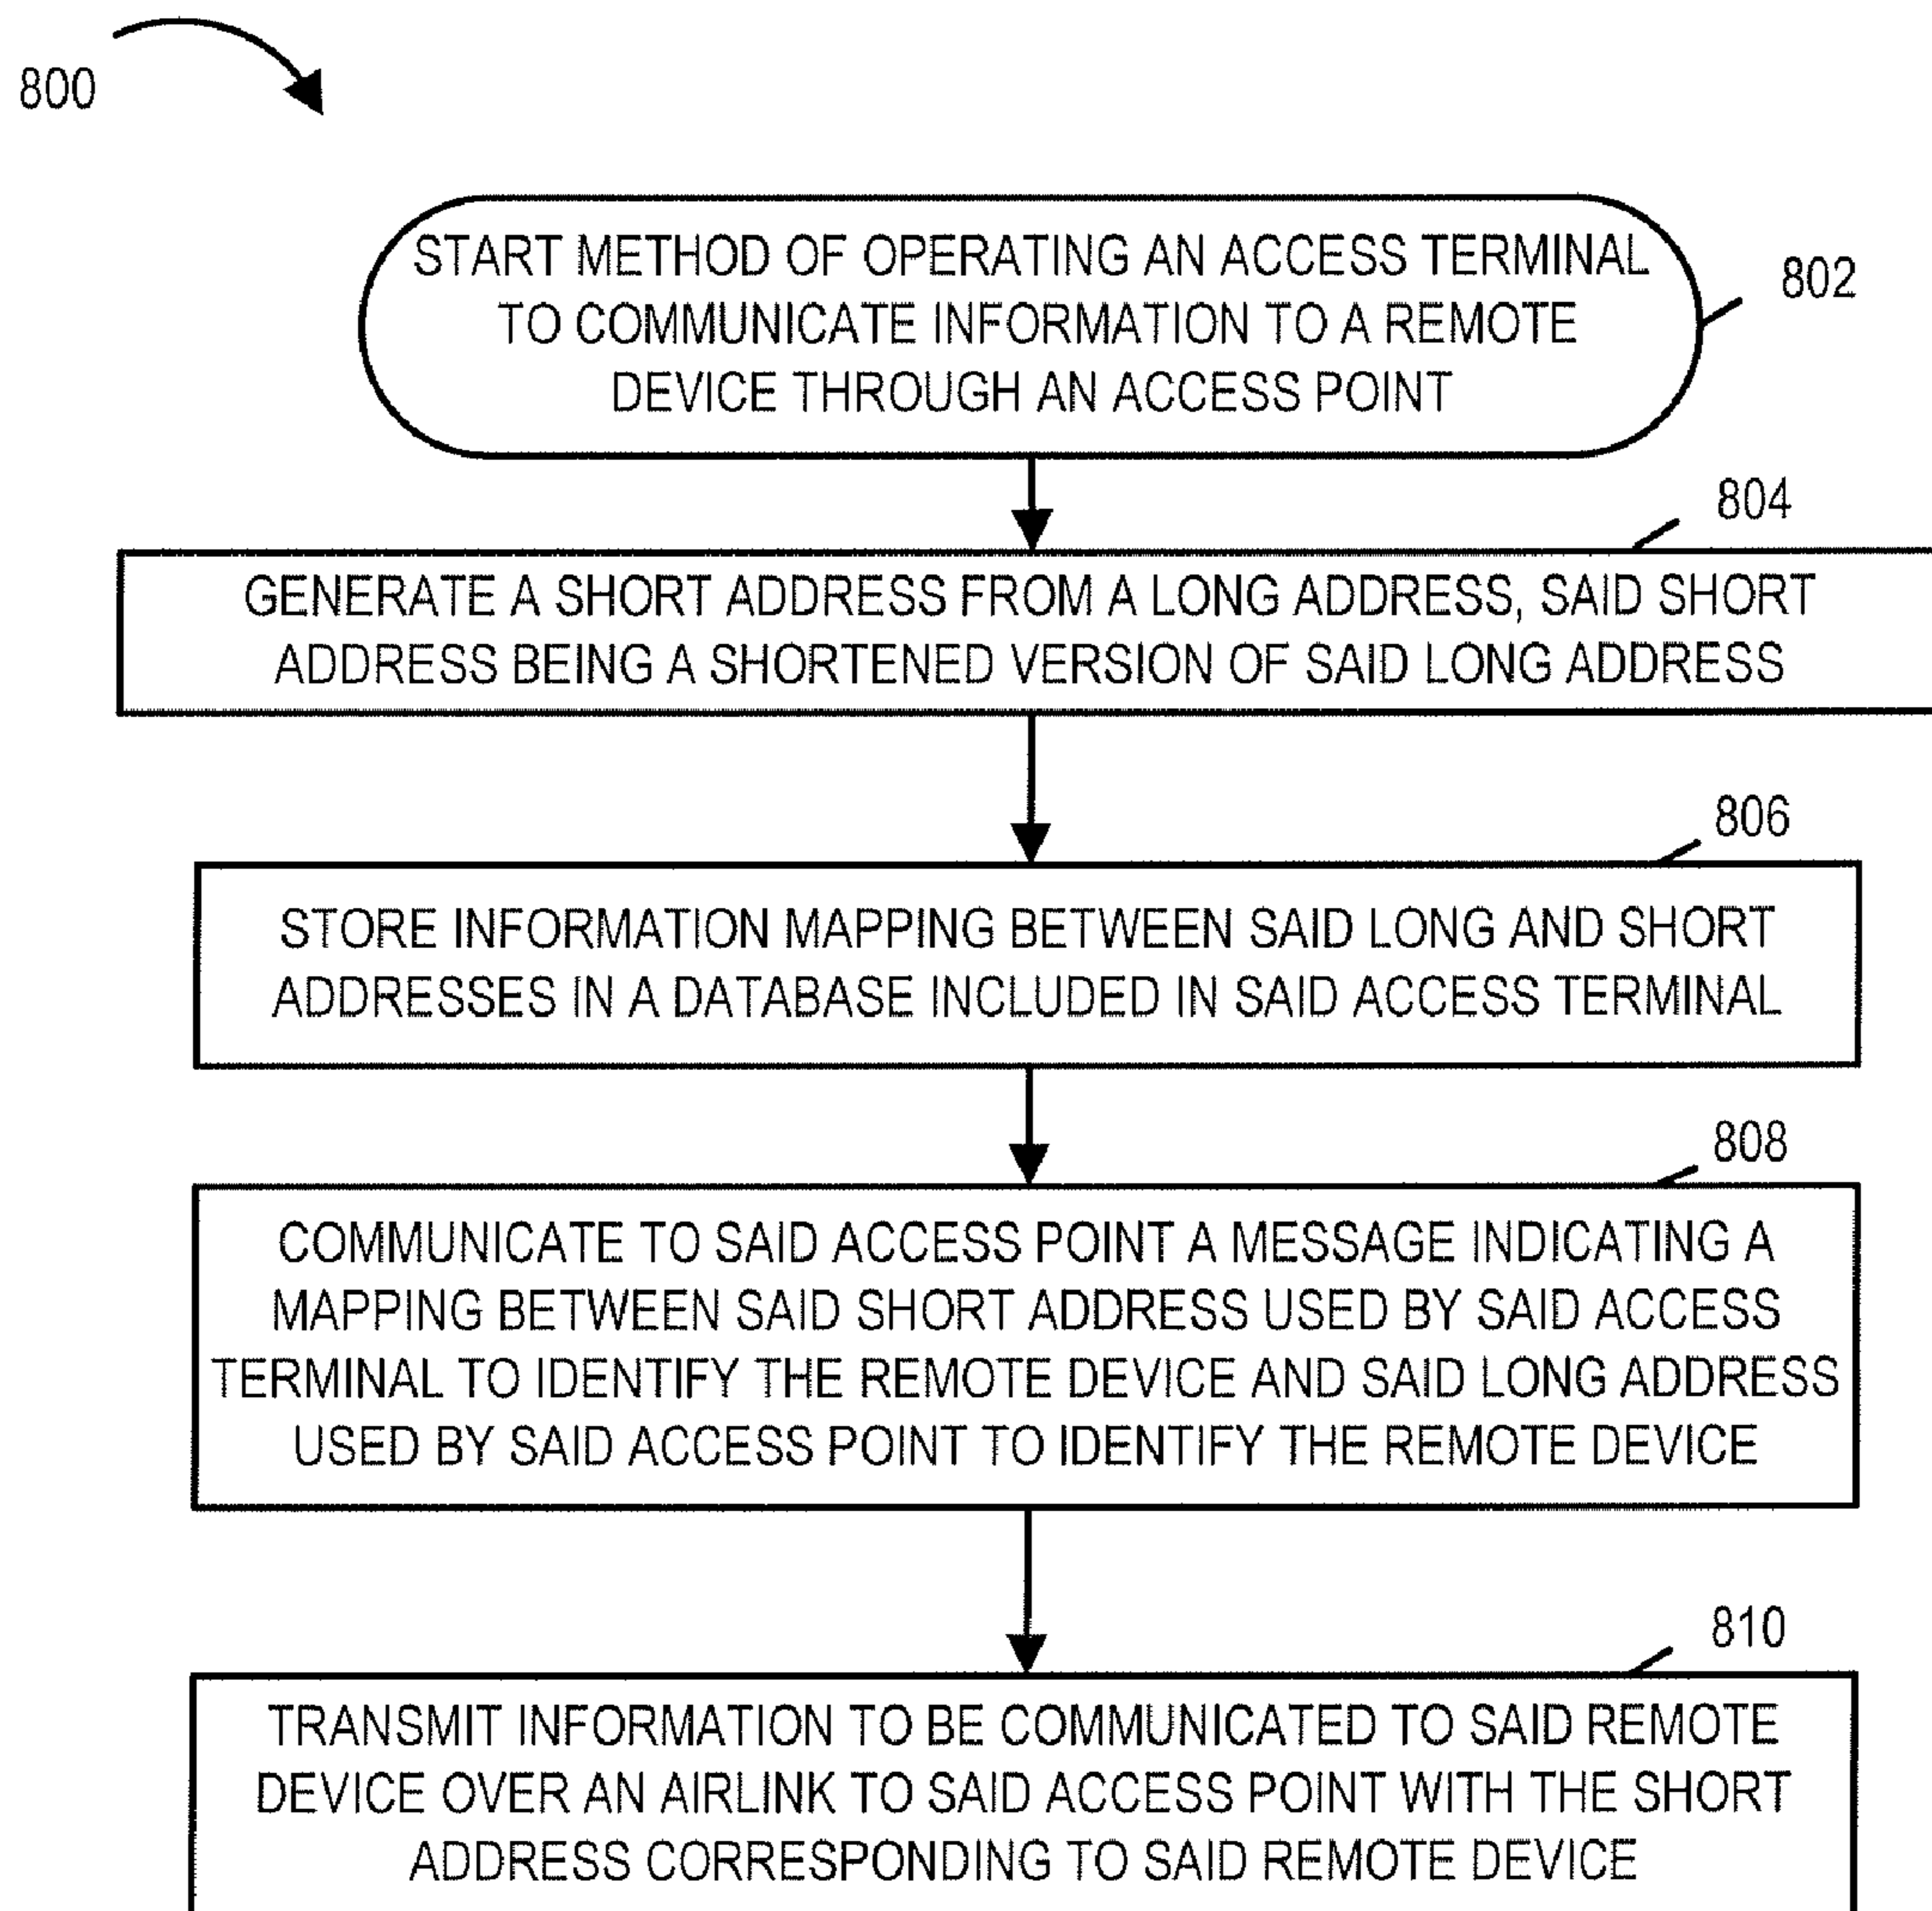 800
START METHOD OF OPERATING AN ACCESS TERMINAL
TO COMMUNICATE INFORMATION TO A REMOTE
DEVICE THROUGH AN ACCESS POINT
802
804
GENERATE A SHORT ADDRESS FROM A LONG ADDRESS, SAID SHORT
ADDRESS BEING A SHORTENED VERSION OF SAID LONG ADDRESS
806
STORE INFORMATION MAPPING BETWEEN SAID LONG AND SHORT
ADDRESSES IN A DATABASE INCLUDED IN SAID ACCESS TERMINAL
808
COMMUNICATE TO SAID ACCESS POINT A MESSAGE INDICATING A
MAPPING BETWEEN SAID SHORT ADDRESS USED BY SAID ACCESS
TERMINAL TO IDENTIFY THE REMOTE DEVICE AND SAID LONG ADDRESS
USED BY SAID ACCESS POINT TO IDENTIFY THE REMOTE DEVICE
810
TRANSMIT INFORMATION TO BE COMMUNICATED TO SAID REMOTE
DEVICE OVER AN AIRLINK TO SAID ACCESS POINT WITH THE SHORT
ADDRESS CORRESPONDING TO SAID REMOTE DEVICE